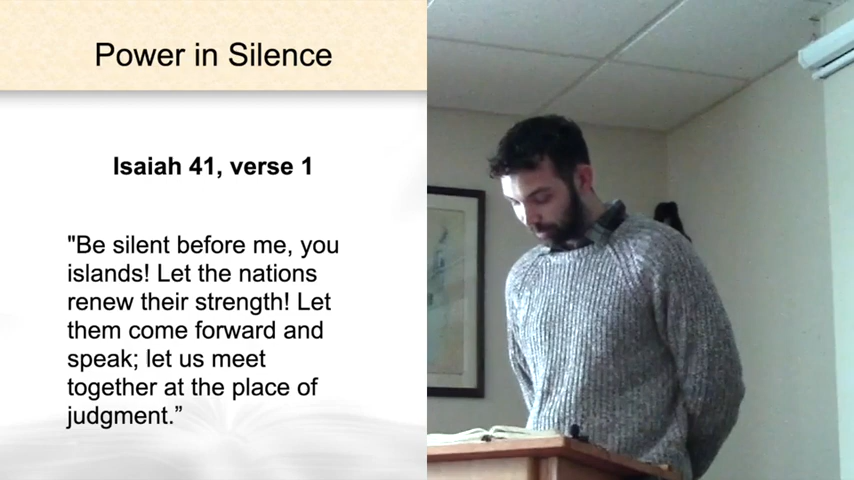 Power in Silence
Isaiah 41, verse 1
"Be silent before me, you
islands! Let the nations
renew their strength! Let
them come forward and
speak; let us meet
together at the place of
judgment.”